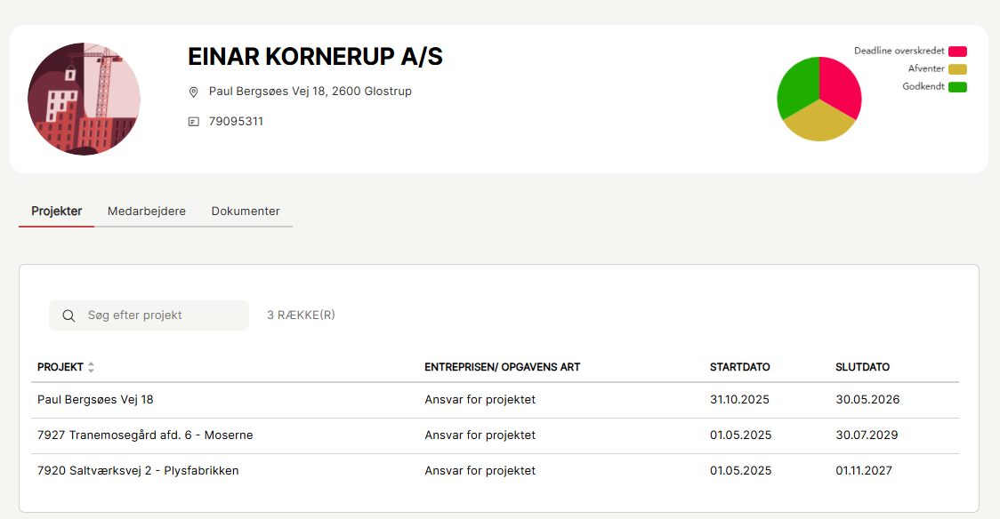 EINAR KORNERUP A/S
Paul Bergsøes Vej 18, 2600 Glostrup
79095311
Deadline overskredet
Afventer
Godkendt
Projekter Medarbejdere Dokumenter
Søg efter projekt 3 RÆKKE(R)
PROJEKT ENTREPRISEN/ OPGAVENS ART STARTDATO SLUTDATO
Paul Bergsøes Vej 18 Ansvar for projektet 31.10.2025 30.05.2026
7927 Tranemosegård afd. 6 - Moserne Ansvar for projektet 01.05.2025 30.07.2029
7920 Saltværksvej 2 - Plysfabrikken Ansvar for projektet 01.05.2025 01.11.2027